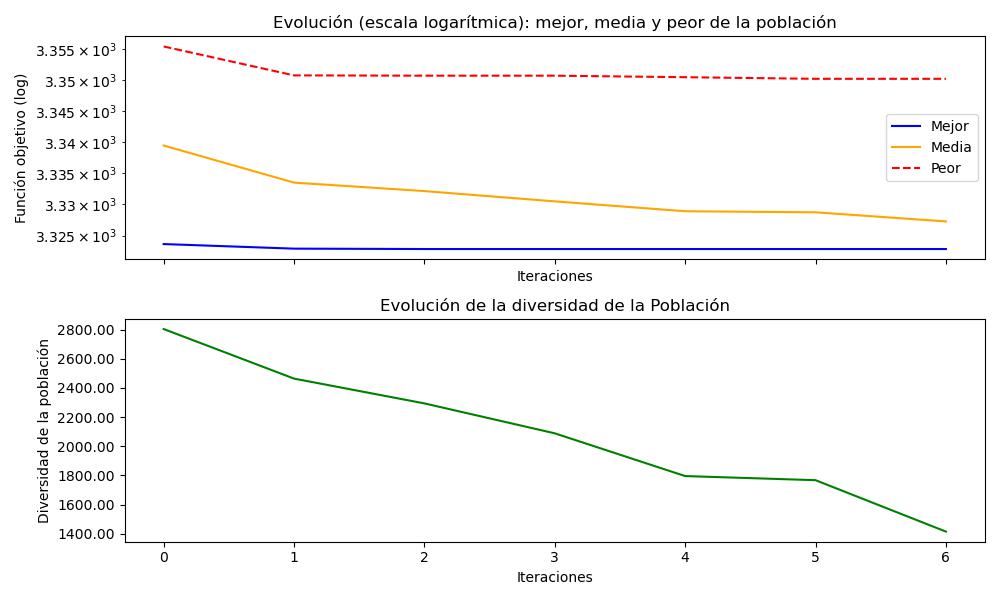 Evolución (escala logarítmica): mejor, media y peor de la población
Función objetivo (log)
3.355 × 10³
3.35 × 10³
3.345 × 10³
3.34 × 10³
3.335 × 10³
3.33 × 10³
3.325 × 10³
Mejor
Media
Peor
Iteraciones
Evolución de la diversidad de la Población
Diversidad de la población
2800.00
2600.00
2400.00
2200.00
2000.00
1800.00
1600.00
1400.00
0 1 2 3 4 5 6
Iteraciones